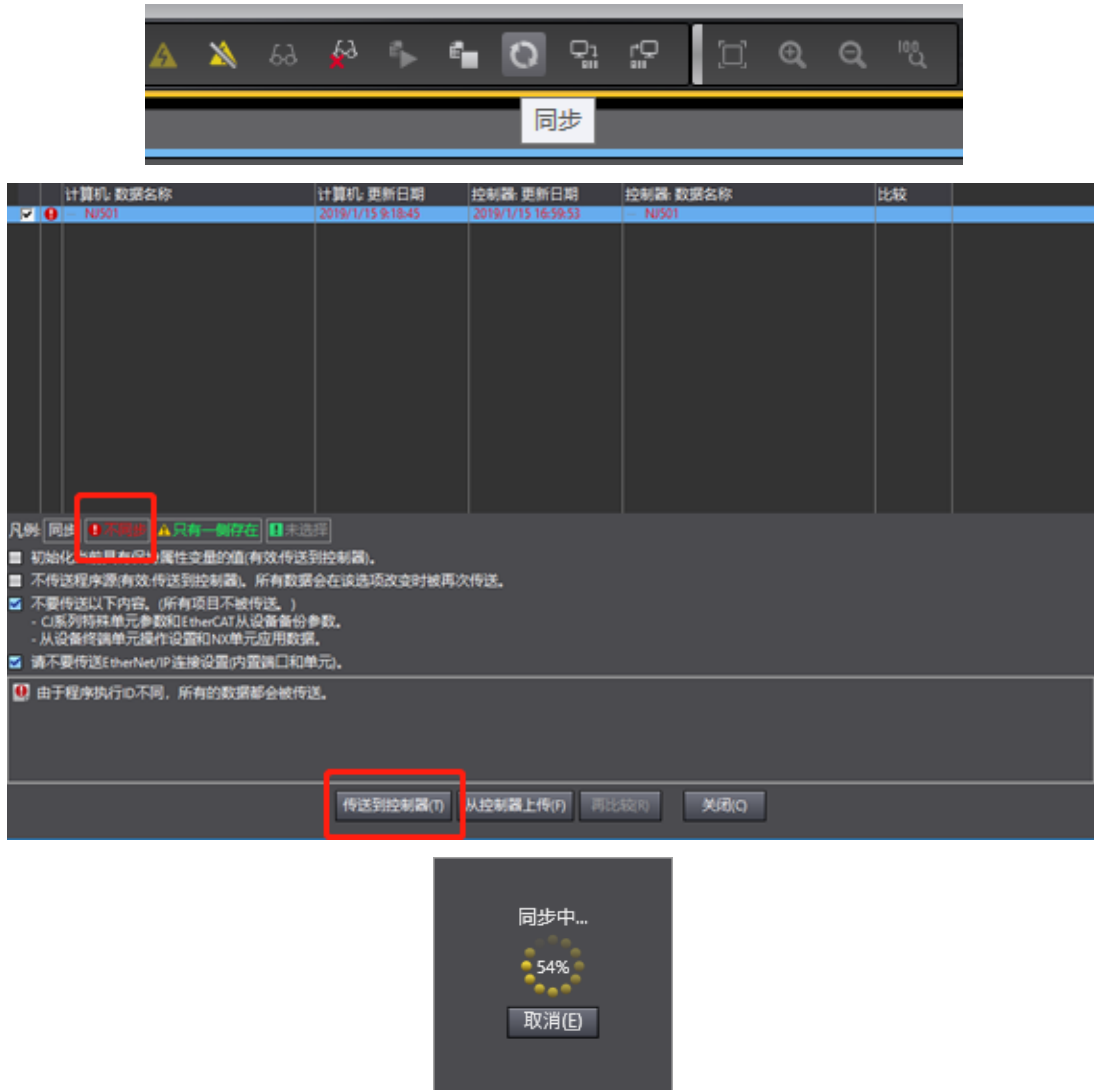 100
同步
计算机: 数据名称 计算机: 更新日期 控制器: 更新日期 控制器: 数据名称 比较
NJ501 2019/1/15 9:18:45 2019/1/15 16:59:53 NJ501
凡例: 同步 不同步 只有一侧存在 未选择
初始化当前具有保持属性变量的值(有效:传送到控制器)。
不传送程序源(有效:传送到控制器)。所有数据会在该选项改变时被再次传送。
不要传送以下内容。(所有项目不被传送。)
- CJ系列特殊单元参数和EtherCAT从设备备份参数。
- 从设备终端单元操作设置和NX单元应用数据。
请不要传送EtherNet/IP连接设置(内置端口和单元)。
由于程序执行ID不同，所有的数据都会被传送。
传送到控制器(T) 从控制器上传(F) 再比较(R) 关闭(C)
同步中...
54%
取消(E)